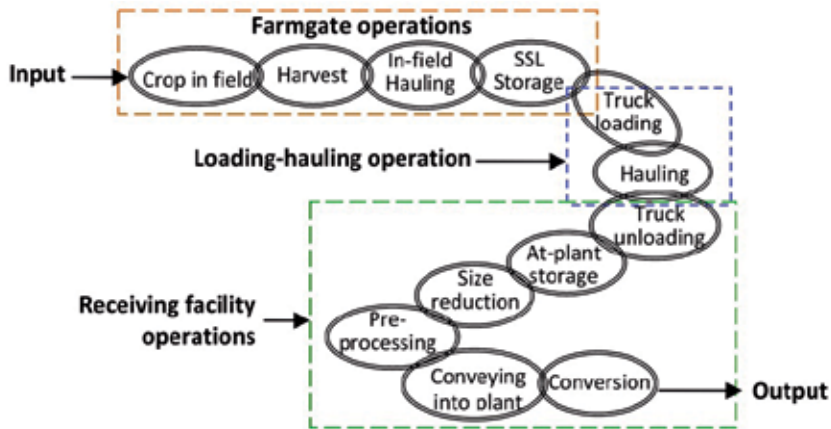 Farmgate operations
Input
Crop in field
Harvest
In-field
Hauling
SSL
Storage
Truck
loading
Loading-hauling operation
Hauling
Truck
unloading
At-plant
storage
Size
reduction
Receiving facility
operations
Pre-
processing
Conveying
into plant
Conversion
Output